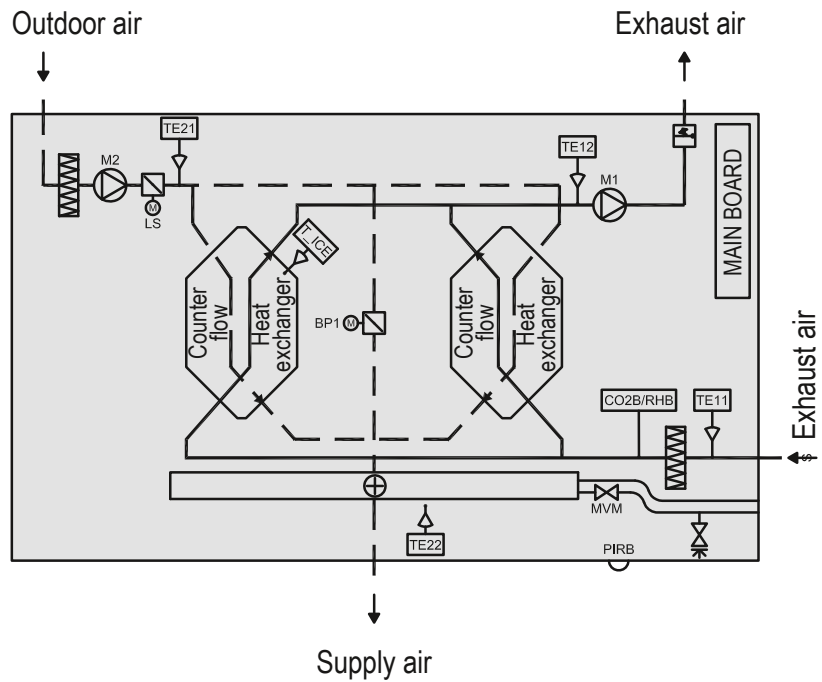 Outdoor air
Exhaust air
TE21
M2
LS
TE12
M1
MAIN BOARD
T_ICE
Counter
flow
Heat
exchanger
BP1
M
M
Counter
flow
Heat
exchanger
CO2B/RHB
TE11
Exhaust air
MVM
TE22
PIRB
Supply air